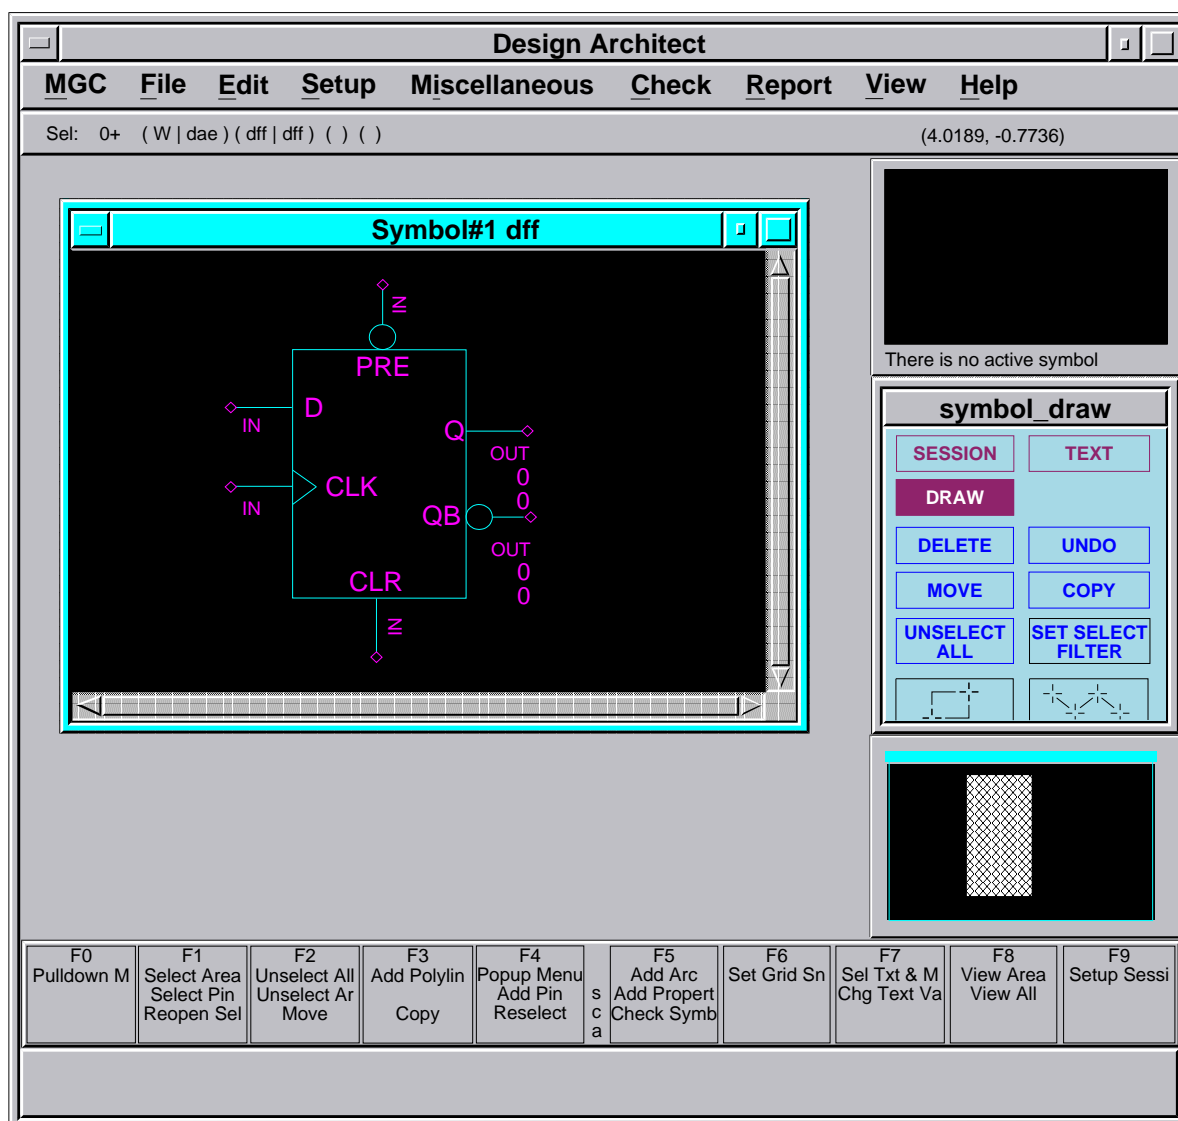 Design Architect
MGC File Edit Setup Miscellaneous Check Report View Help
Sel: 0+ ( W | dae ) ( dff | dff ) ( ) ( ) (4.0189, -0.7736)
Symbol#1 dff
IN
PRE
D
IN
Q
OUT
0
0
CLK
IN
QB
OUT
0
0
CLR
IN
There is no active symbol
symbol_draw
SESSION TEXT
DRAW
DELETE UNDO
MOVE COPY
UNSELECT
ALL
SET SELECT
FILTER
F0
Pulldown M
F1
Select Area
Select Pin
Reopen Sel
F2
Unselect All
Unselect Ar
Move
F3
Add Polylin
Copy
F4
Popup Menu
Add Pin
Reselect
s
c
a
F5
Add Arc
Add Propert
Check Symb
F6
Set Grid Sn
F7
Sel Txt & M
Chg Text Va
F8
View Area
View All
F9
Setup Sessi